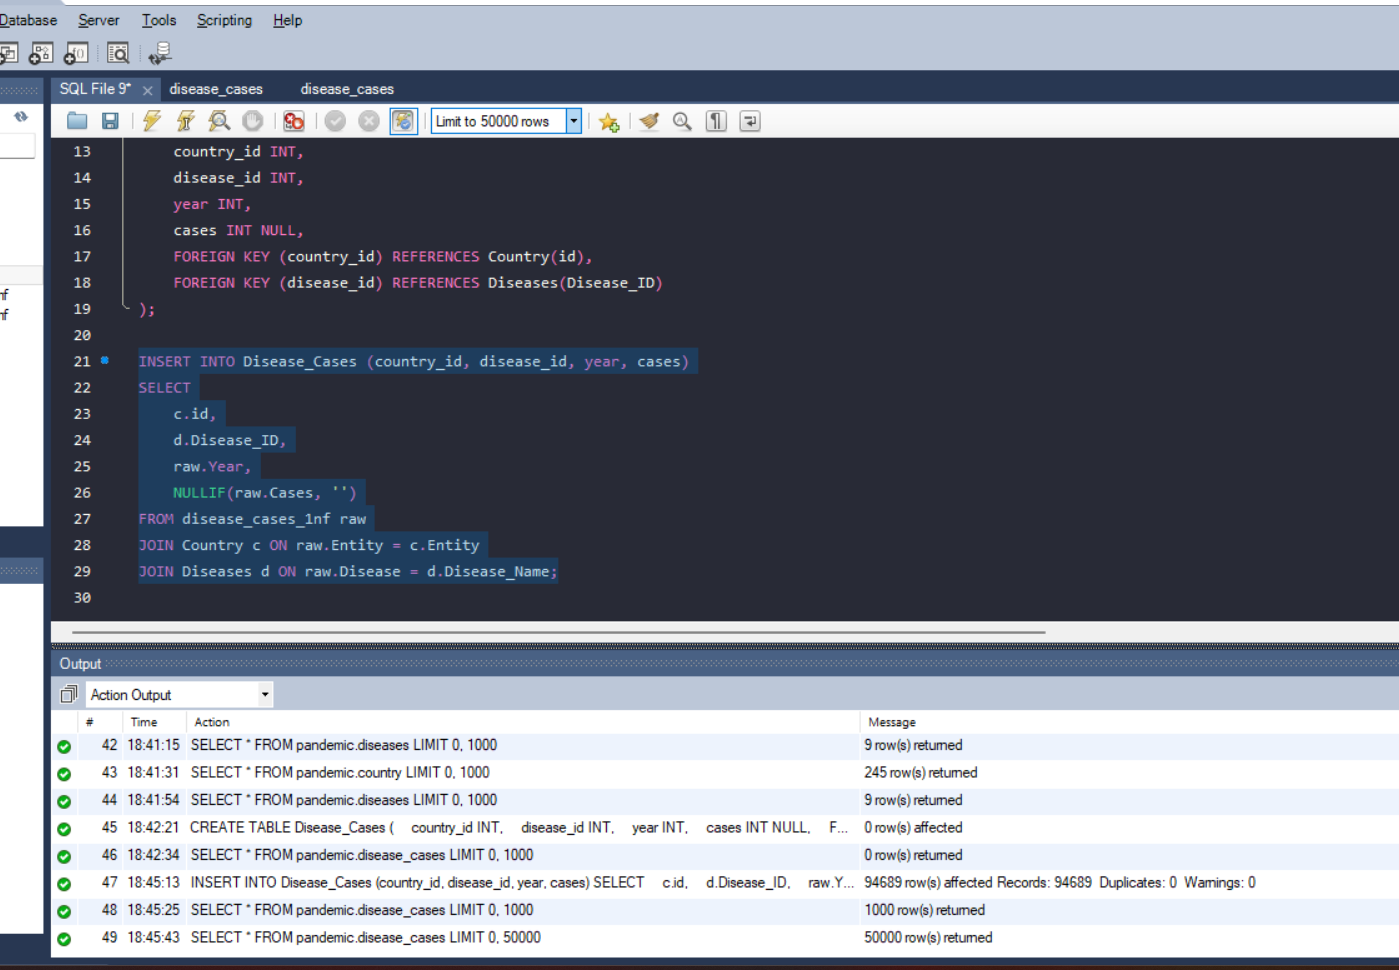 Database Server Tools Scripting Help
SQL File 9* disease_cases disease_cases
Limit to 50000 rows
13 country_id INT,
14 disease_id INT,
15 year INT,
16 cases INT NULL,
17 FOREIGN KEY (country_id) REFERENCES Country(id),
18 FOREIGN KEY (disease_id) REFERENCES Diseases(Disease_ID)
19 );
20
21 INSERT INTO Disease_Cases (country_id, disease_id, year, cases)
22 SELECT
23 c.id,
24 d.Disease_ID,
25 raw.Year,
26 NULLIF(raw.Cases, '')
27 FROM disease_cases_1nf raw
28 JOIN Country c ON raw.Entity = c.Entity
29 JOIN Diseases d ON raw.Disease = d.Disease_Name;
30
nf
nf
Output
Action Output
# Time Action Message
42 18:41:15 SELECT * FROM pandemic.diseases LIMIT 0, 1000 9 row(s) returned
43 18:41:31 SELECT * FROM pandemic.country LIMIT 0, 1000 245 row(s) returned
44 18:41:54 SELECT * FROM pandemic.diseases LIMIT 0, 1000 9 row(s) returned
45 18:42:21 CREATE TABLE Disease_Cases ( country_id INT, disease_id INT, year INT, cases INT NULL, F... 0 row(s) affected
46 18:42:34 SELECT * FROM pandemic.disease_cases LIMIT 0, 1000 0 row(s) returned
47 18:45:13 INSERT INTO Disease_Cases (country_id, disease_id, year, cases) SELECT c.id, d.Disease_ID, raw.Y... 94689 row(s) affected Records: 94689 Duplicates: 0 Warnings: 0
48 18:45:25 SELECT * FROM pandemic.disease_cases LIMIT 0, 1000 1000 row(s) returned
49 18:45:43 SELECT * FROM pandemic.disease_cases LIMIT 0, 50000 50000 row(s) returned